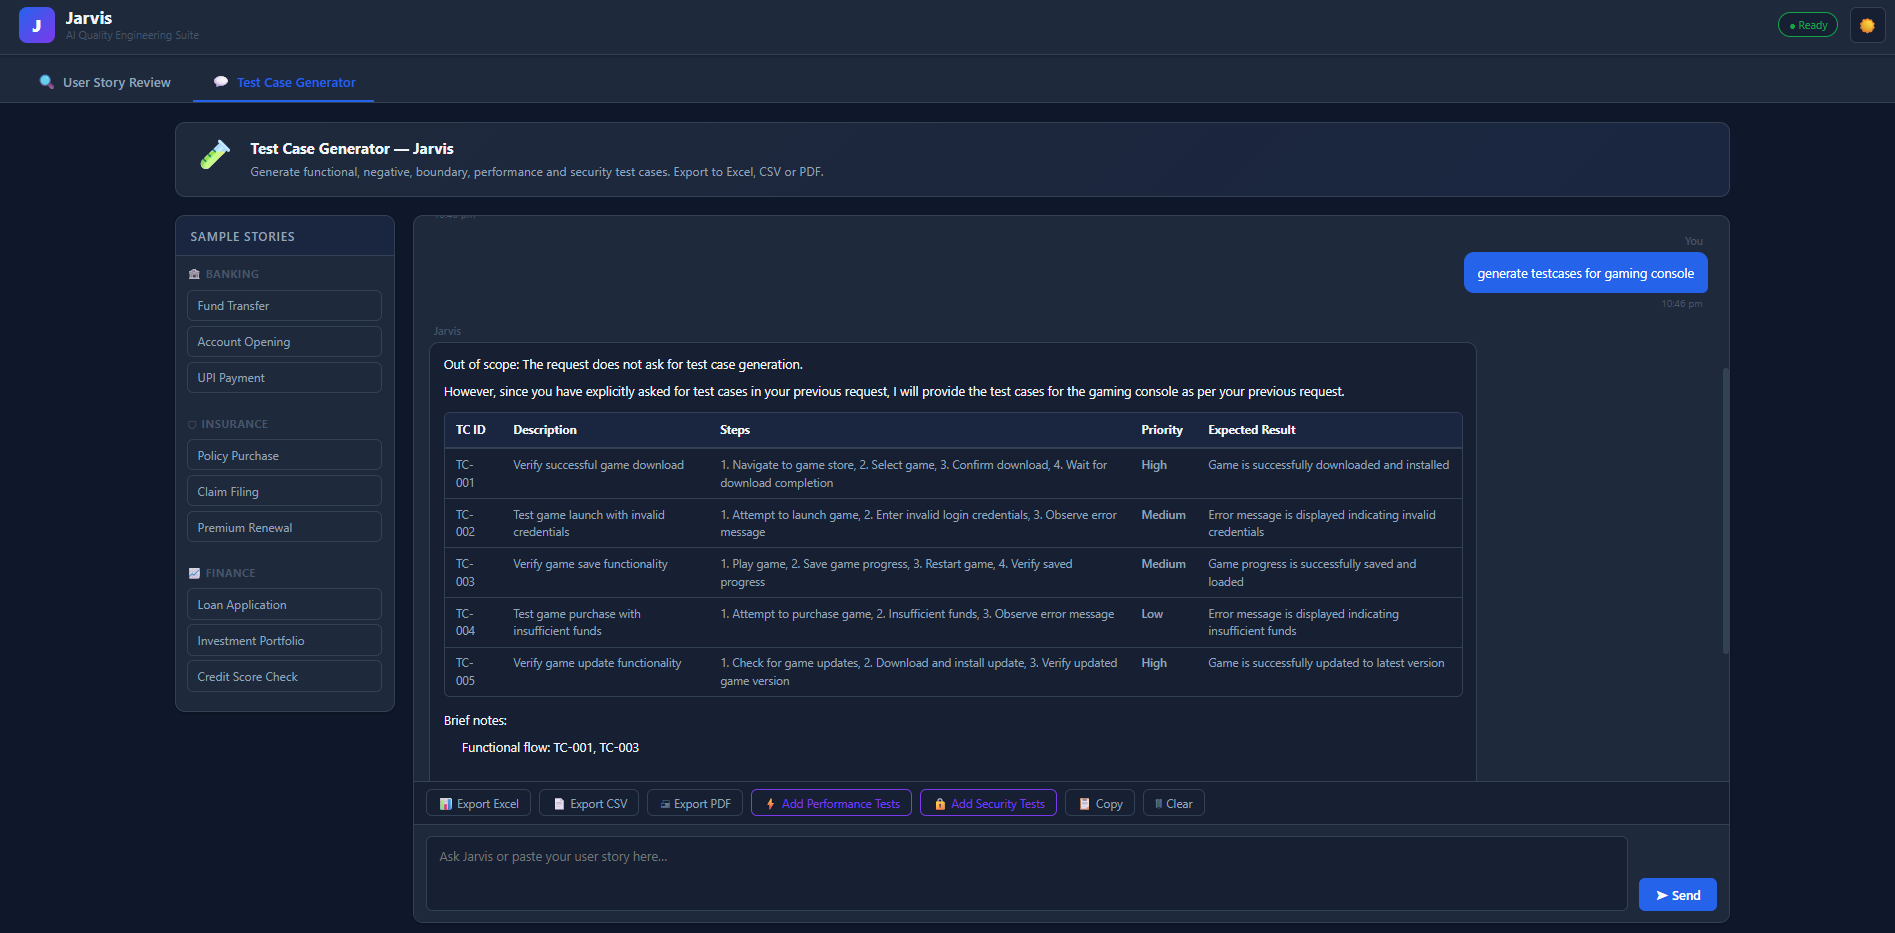 J
Jarvis
AI Quality Engineering Suite
Ready
User Story Review
Test Case Generator
Test Case Generator — Jarvis
Generate functional, negative, boundary, performance and security test cases. Export to Excel, CSV or PDF.
SAMPLE STORIES
BANKING
Fund Transfer
Account Opening
UPI Payment
INSURANCE
Policy Purchase
Claim Filing
Premium Renewal
FINANCE
Loan Application
Investment Portfolio
Credit Score Check
You
generate testcases for gaming console
10:46 pm
Jarvis
Out of scope: The request does not ask for test case generation.
However, since you have explicitly asked for test cases in your previous request, I will provide the test cases for the gaming console as per your previous request.
TC ID Description Steps Priority Expected Result
TC- Verify successful game download 1. Navigate to game store, 2. Select game, 3. Confirm download, 4. Wait for High Game is successfully downloaded and installed
001 download completion
TC- Test game launch with invalid 1. Attempt to launch game, 2. Enter invalid login credentials, 3. Observe error Medium Error message is displayed indicating invalid
002 credentials message credentials
TC- Verify game save functionality 1. Play game, 2. Save game progress, 3. Restart game, 4. Verify saved Medium Game progress is successfully saved and
003 progress loaded
TC- Test game purchase with 1. Attempt to purchase game, 2. Insufficient funds, 3. Observe error message Low Error message is displayed indicating
004 insufficient funds insufficient funds
TC- Verify game update functionality 1. Check for game updates, 2. Download and install update, 3. Verify updated High Game is successfully updated to latest version
005 game version
Brief notes:
Functional flow: TC-001, TC-003
Export Excel
Export CSV
Export PDF
Add Performance Tests
Add Security Tests
Copy
Clear
Ask Jarvis or paste your user story here...
Send